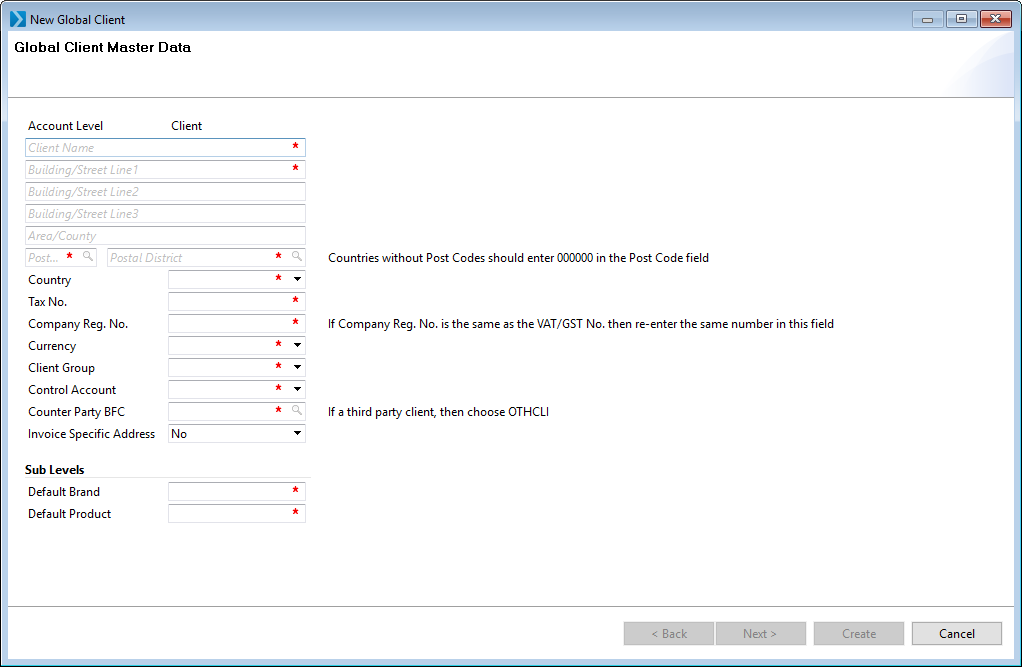 New Global Client
Global Client Master Data
Account Level Client
Client Name *
Building/Street Line1 *
Building/Street Line2
Building/Street Line3
Area/County
Post... * Postal District * Countries without Post Codes should enter 000000 in the Post Code field
Country *
Tax No. *
Company Reg. No. * If Company Reg. No. is the same as the VAT/GST No. then re-enter the same number in this field
Currency *
Client Group *
Control Account *
Counter Party BFC * If a third party client, then choose OTHCLI
Invoice Specific Address No
Sub Levels
Default Brand *
Default Product *
< Back Next > Create Cancel